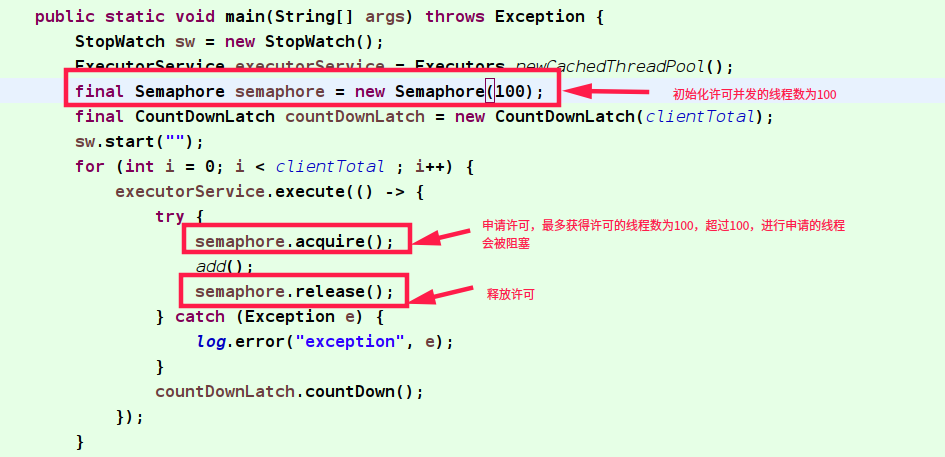 public static void main(String[] args) throws Exception {
StopWatch sw = new StopWatch();
ExecutorService executorService = Executors.newCachedThreadPool();
final Semaphore semaphore = new Semaphore(100);
初始化许可并发的线程数为100
final CountDownLatch countDownLatch = new CountDownLatch(clientTotal);
sw.start("");
for (int i = 0; i < clientTotal ; i++) {
executorService.execute(() -> {
try {
申请许可，最多获得许可的线程数为100，超过100，进行申请的线程
会被阻塞
semaphore.acquire();
add();
semaphore.release();
释放许可
} catch (Exception e) {
log.error("exception", e);
}
countDownLatch.countDown();
});
}